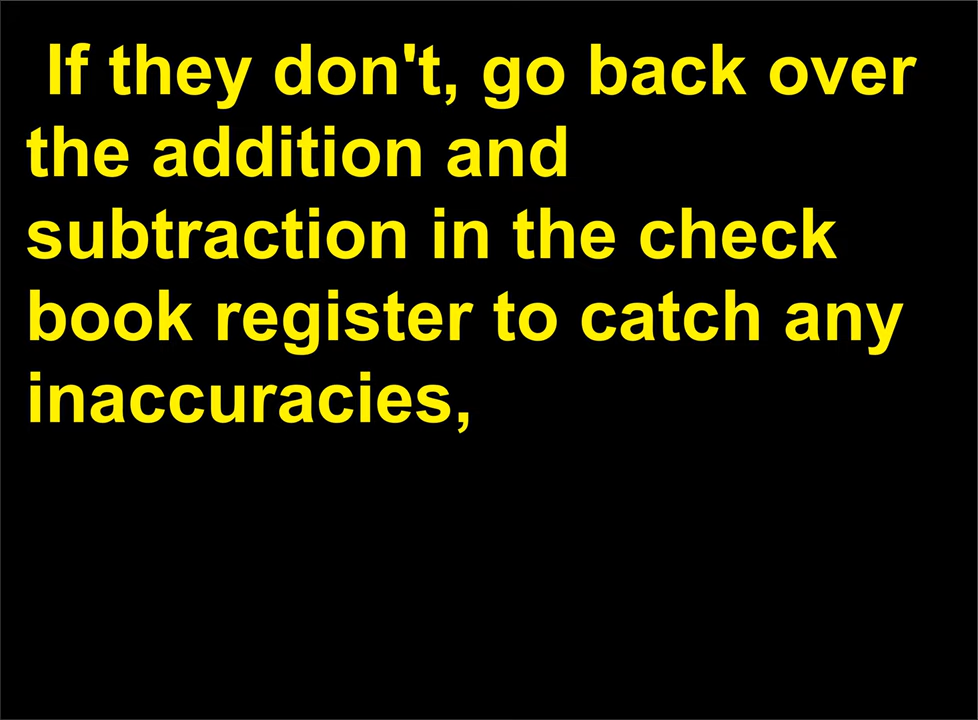 If they don't, go back over
the addition and
subtraction in the check
book register to catch any
inaccuracies,